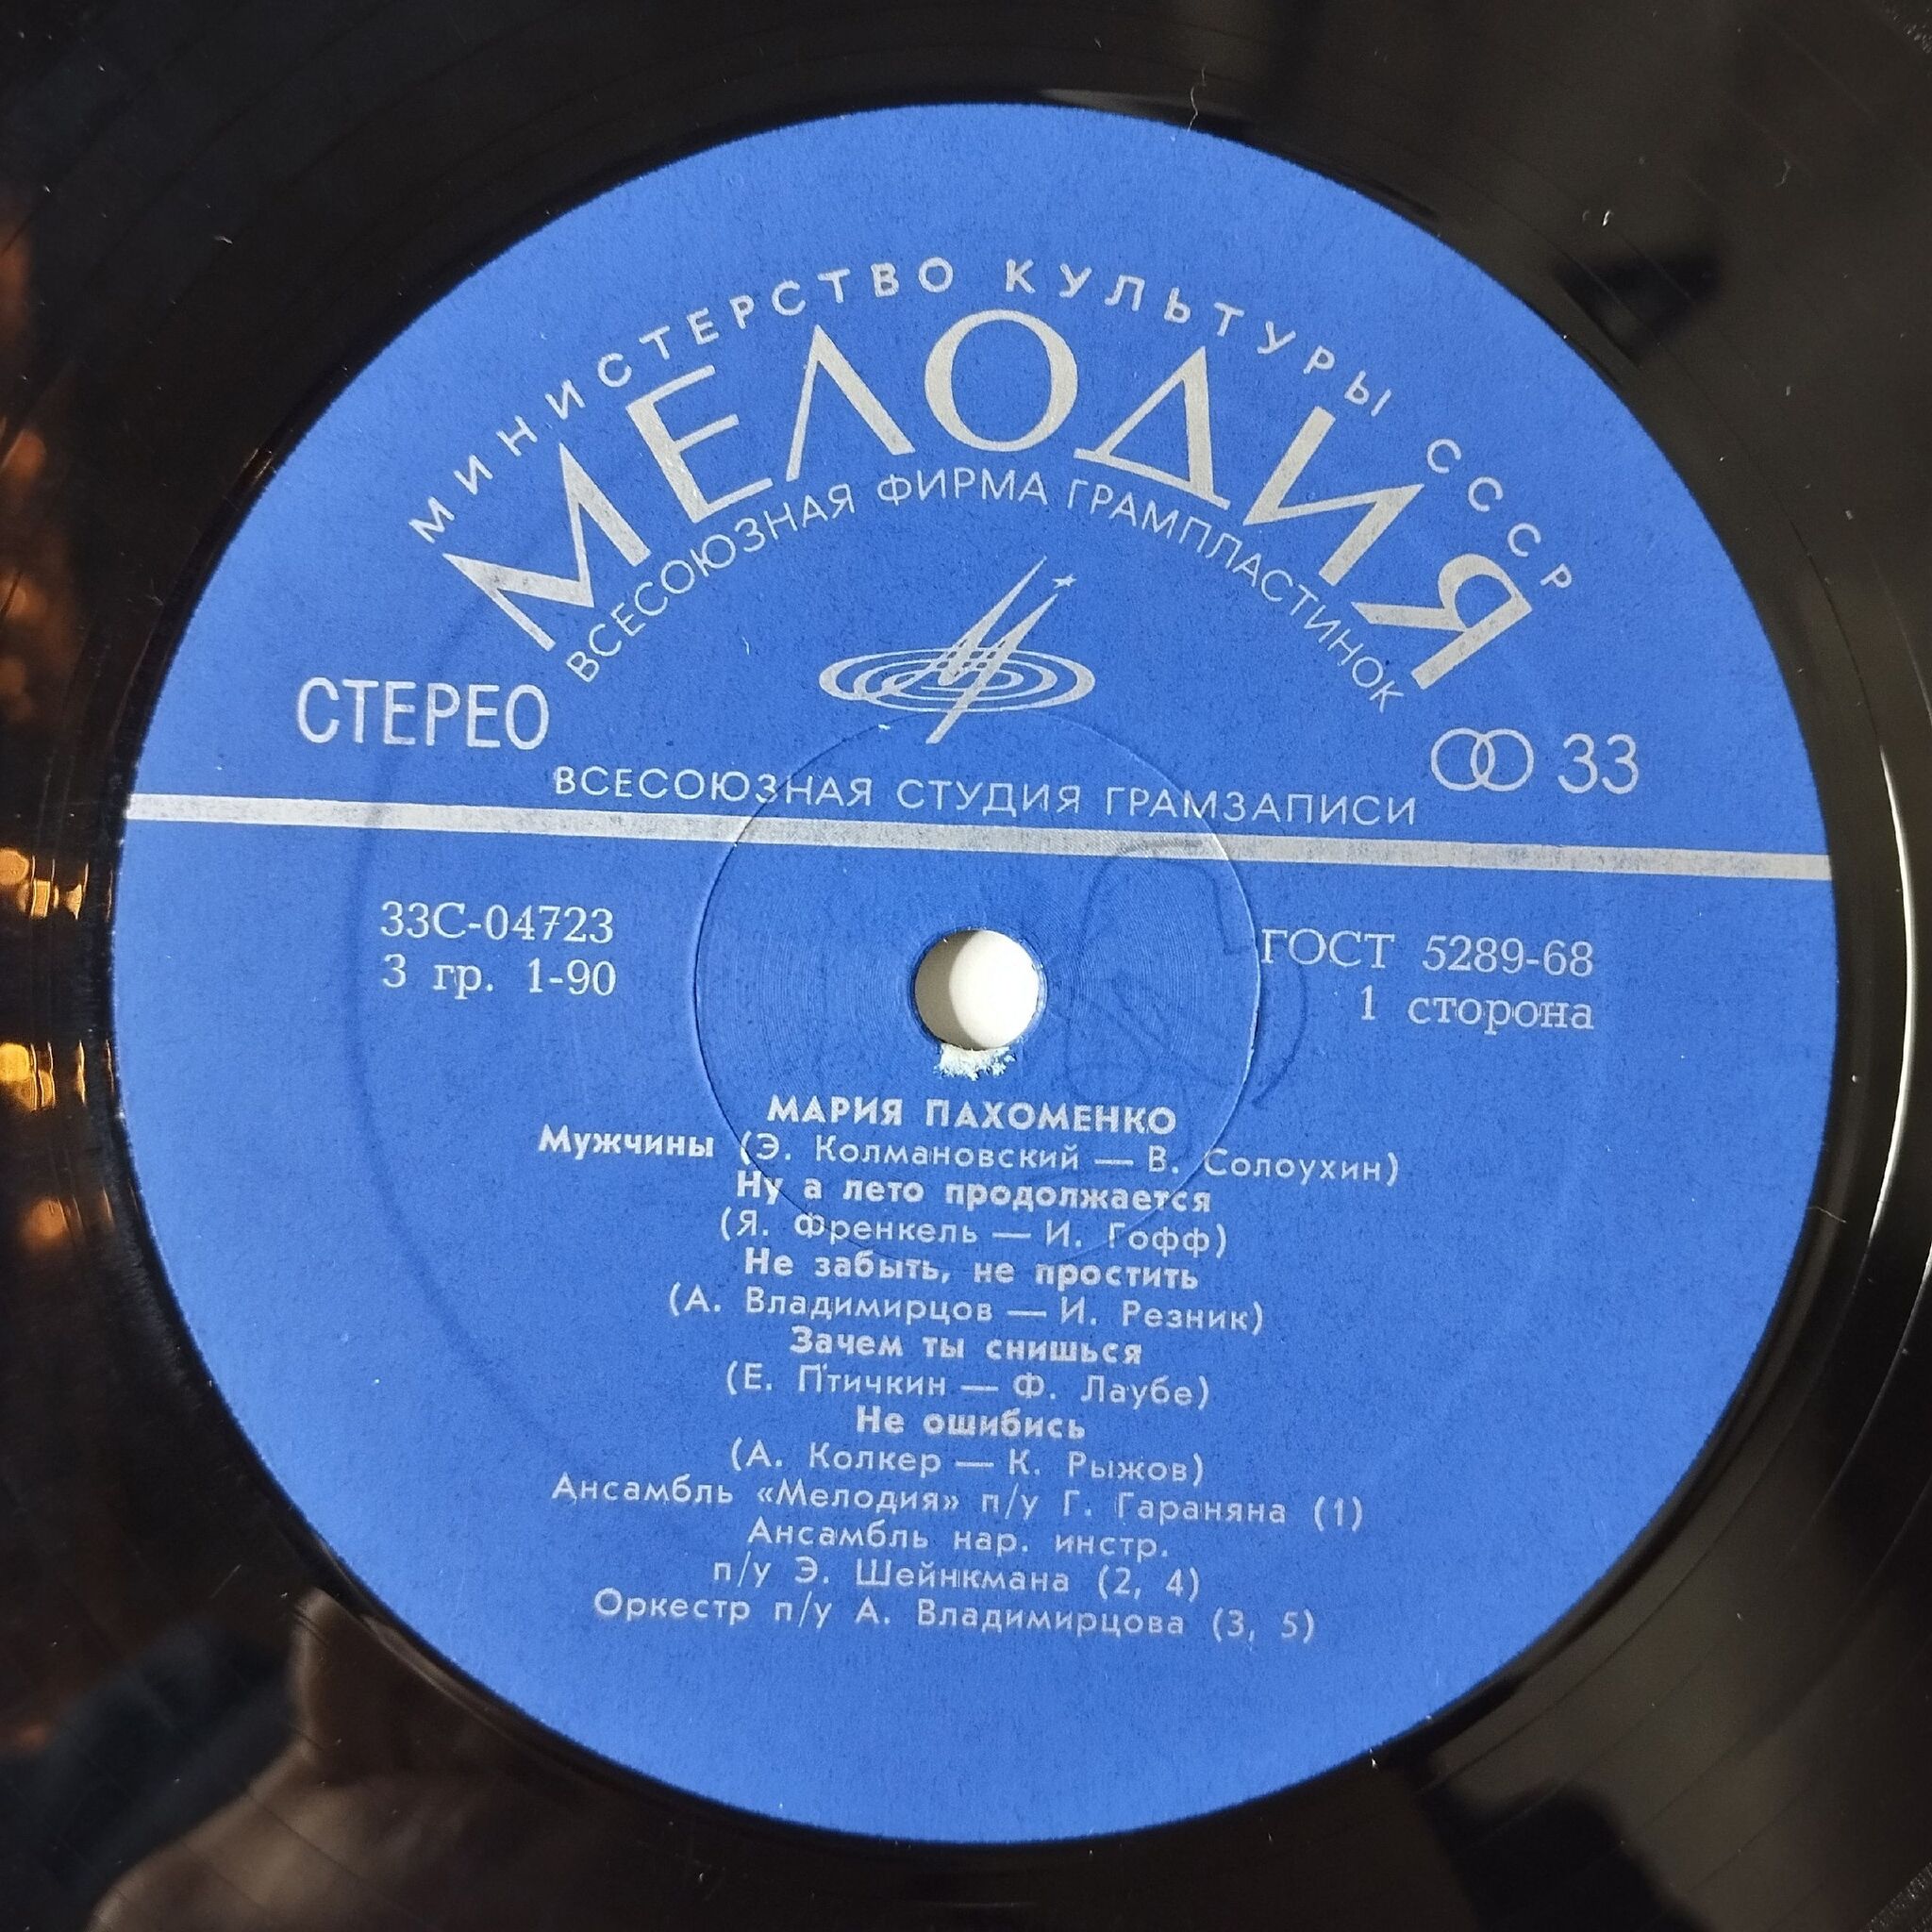 МИНИСТЕРСТВО КУЛЬТУРЫ СССР
МЕЛОДИЯ
ВСЕСОЮЗНАЯ ФИРМА ГРАМПЛАСТИНОК
СТЕРЕО
33
ВСЕСОЮЗНАЯ СТУДИЯ ГРАМЗАПИСИ
33С-04723
3 гр. 1-90
ГОСТ 5289-68
1 сторона
МАРИЯ ПАХОМЕНКО
Мужчины (Э. Колмановский — В. Солоухин)
Ну а лето продолжается
(Я. Френкель — И. Гофф)
Не забыть, не простить
(А. Владимирцов — И. Резник)
Зачем ты снишься
(Е. Птичкин — Ф. Лаубе)
Не ошибись
(А. Колкер — К. Рыжов)
Ансамбль «Мелодия» п/у Г. Гараняна (1)
Ансамбль нар. инстр.
п/у Э. Шейнкмана (2, 4)
Оркестр п/у А. Владимирцова (3, 5)